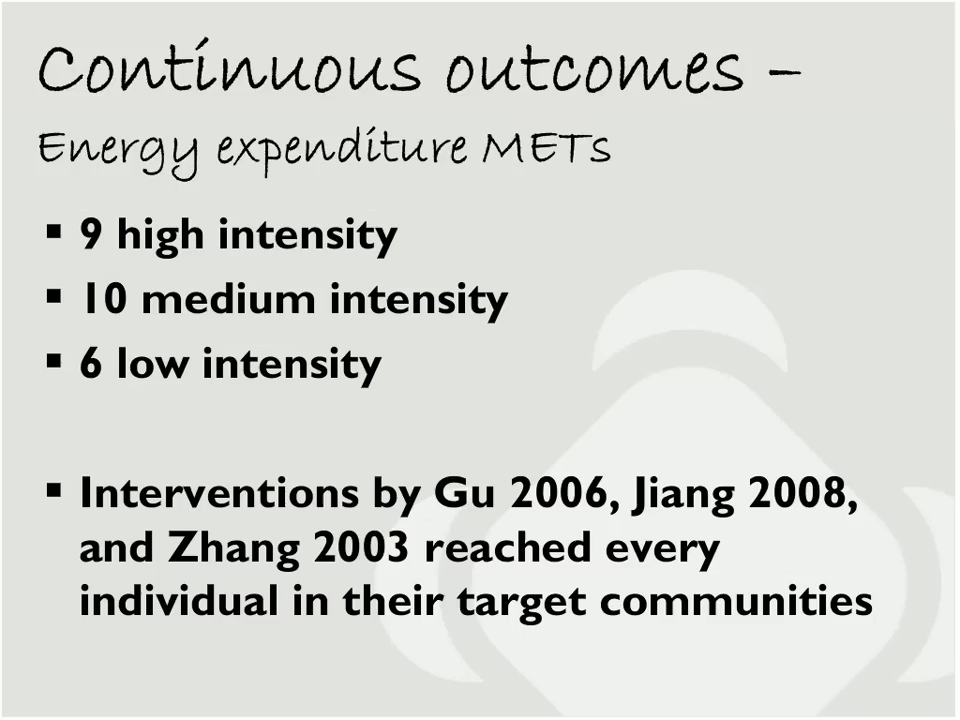 Continuous outcomes –
Energy expenditure METs
▪ 9 high intensity
▪ 10 medium intensity
▪ 6 low intensity
▪ Interventions by Gu 2006, Jiang 2008,
and Zhang 2003 reached every
individual in their target communities